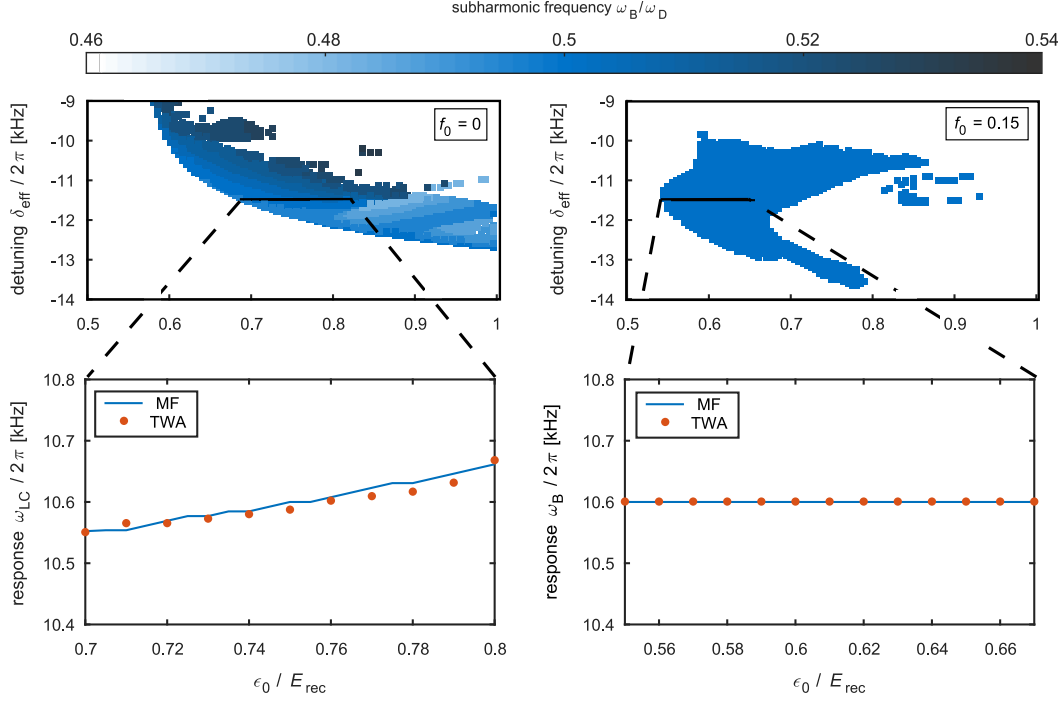 subharmonic frequency ω_B/ω_D
0.46 0.48 0.5 0.52 0.54
detuning δ_eff / 2π [kHz]
-9
-10
-11
-12
-13
-14
f_0 = 0
0.5 0.6 0.7 0.8 0.9 1
detuning δ_eff / 2π [kHz]
-9
-10
-11
-12
-13
-14
f_0 = 0.15
0.5 0.6 0.7 0.8 0.9 1
response ω_LC / 2π [kHz]
10.8
10.7
10.6
10.5
10.4
MF
TWA
0.7 0.72 0.74 0.76 0.78 0.8
ϵ_0 / E_rec
response ω_B / 2π [kHz]
10.8
10.7
10.6
10.5
10.4
MF
TWA
0.56 0.58 0.6 0.62 0.64 0.66
ϵ_0 / E_rec